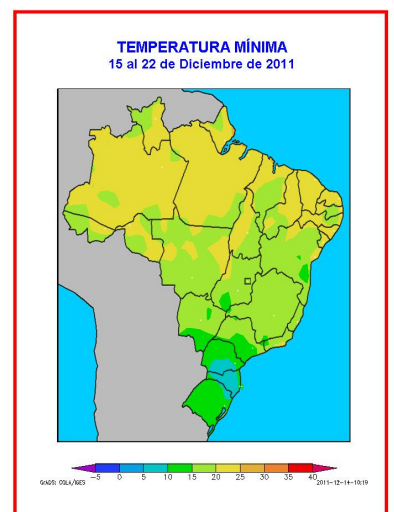 TEMPERATURA MÍNIMA
15 al 22 de Diciembre de 2011
-5 0 5 10 15 20 25 30 35 40
GrADS: COLA/IGES 2011-12-14-10:19